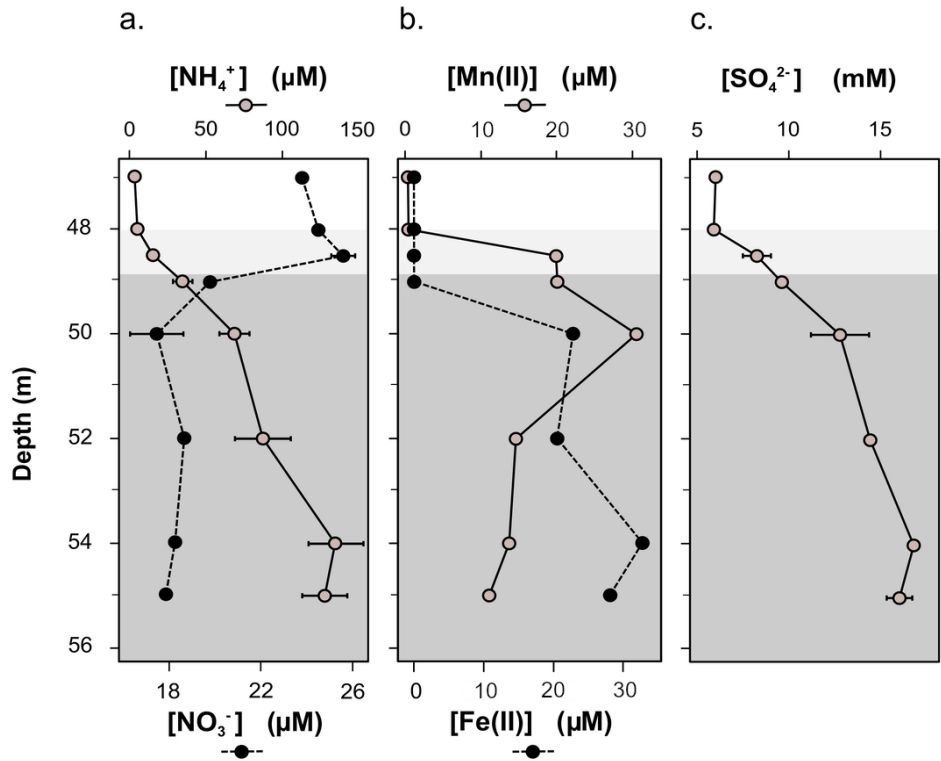 a. b. c.
[NH₄⁺] (µM) [Mn(II)] (µM) [SO₄²⁻] (mM)
0 50 100 150 0 10 20 30 5 10 15
48
50
52
54
56
Depth (m)
18 22 26 0 10 20 30
[NO₃⁻] (µM) [Fe(II)] (µM)